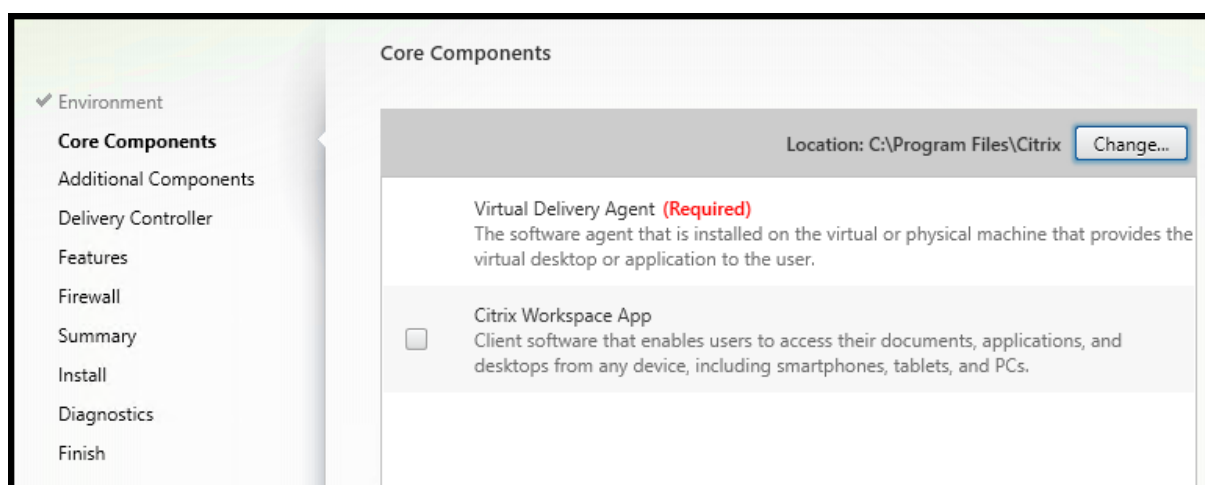 Core Components
Environment
Core Components
Additional Components
Delivery Controller
Features
Firewall
Summary
Install
Diagnostics
Finish
Location: C:\Program Files\Citrix
Change...
Virtual Delivery Agent (Required)
The software agent that is installed on the virtual or physical machine that provides the
virtual desktop or application to the user.
Citrix Workspace App
Client software that enables users to access their documents, applications, and
desktops from any device, including smartphones, tablets, and PCs.